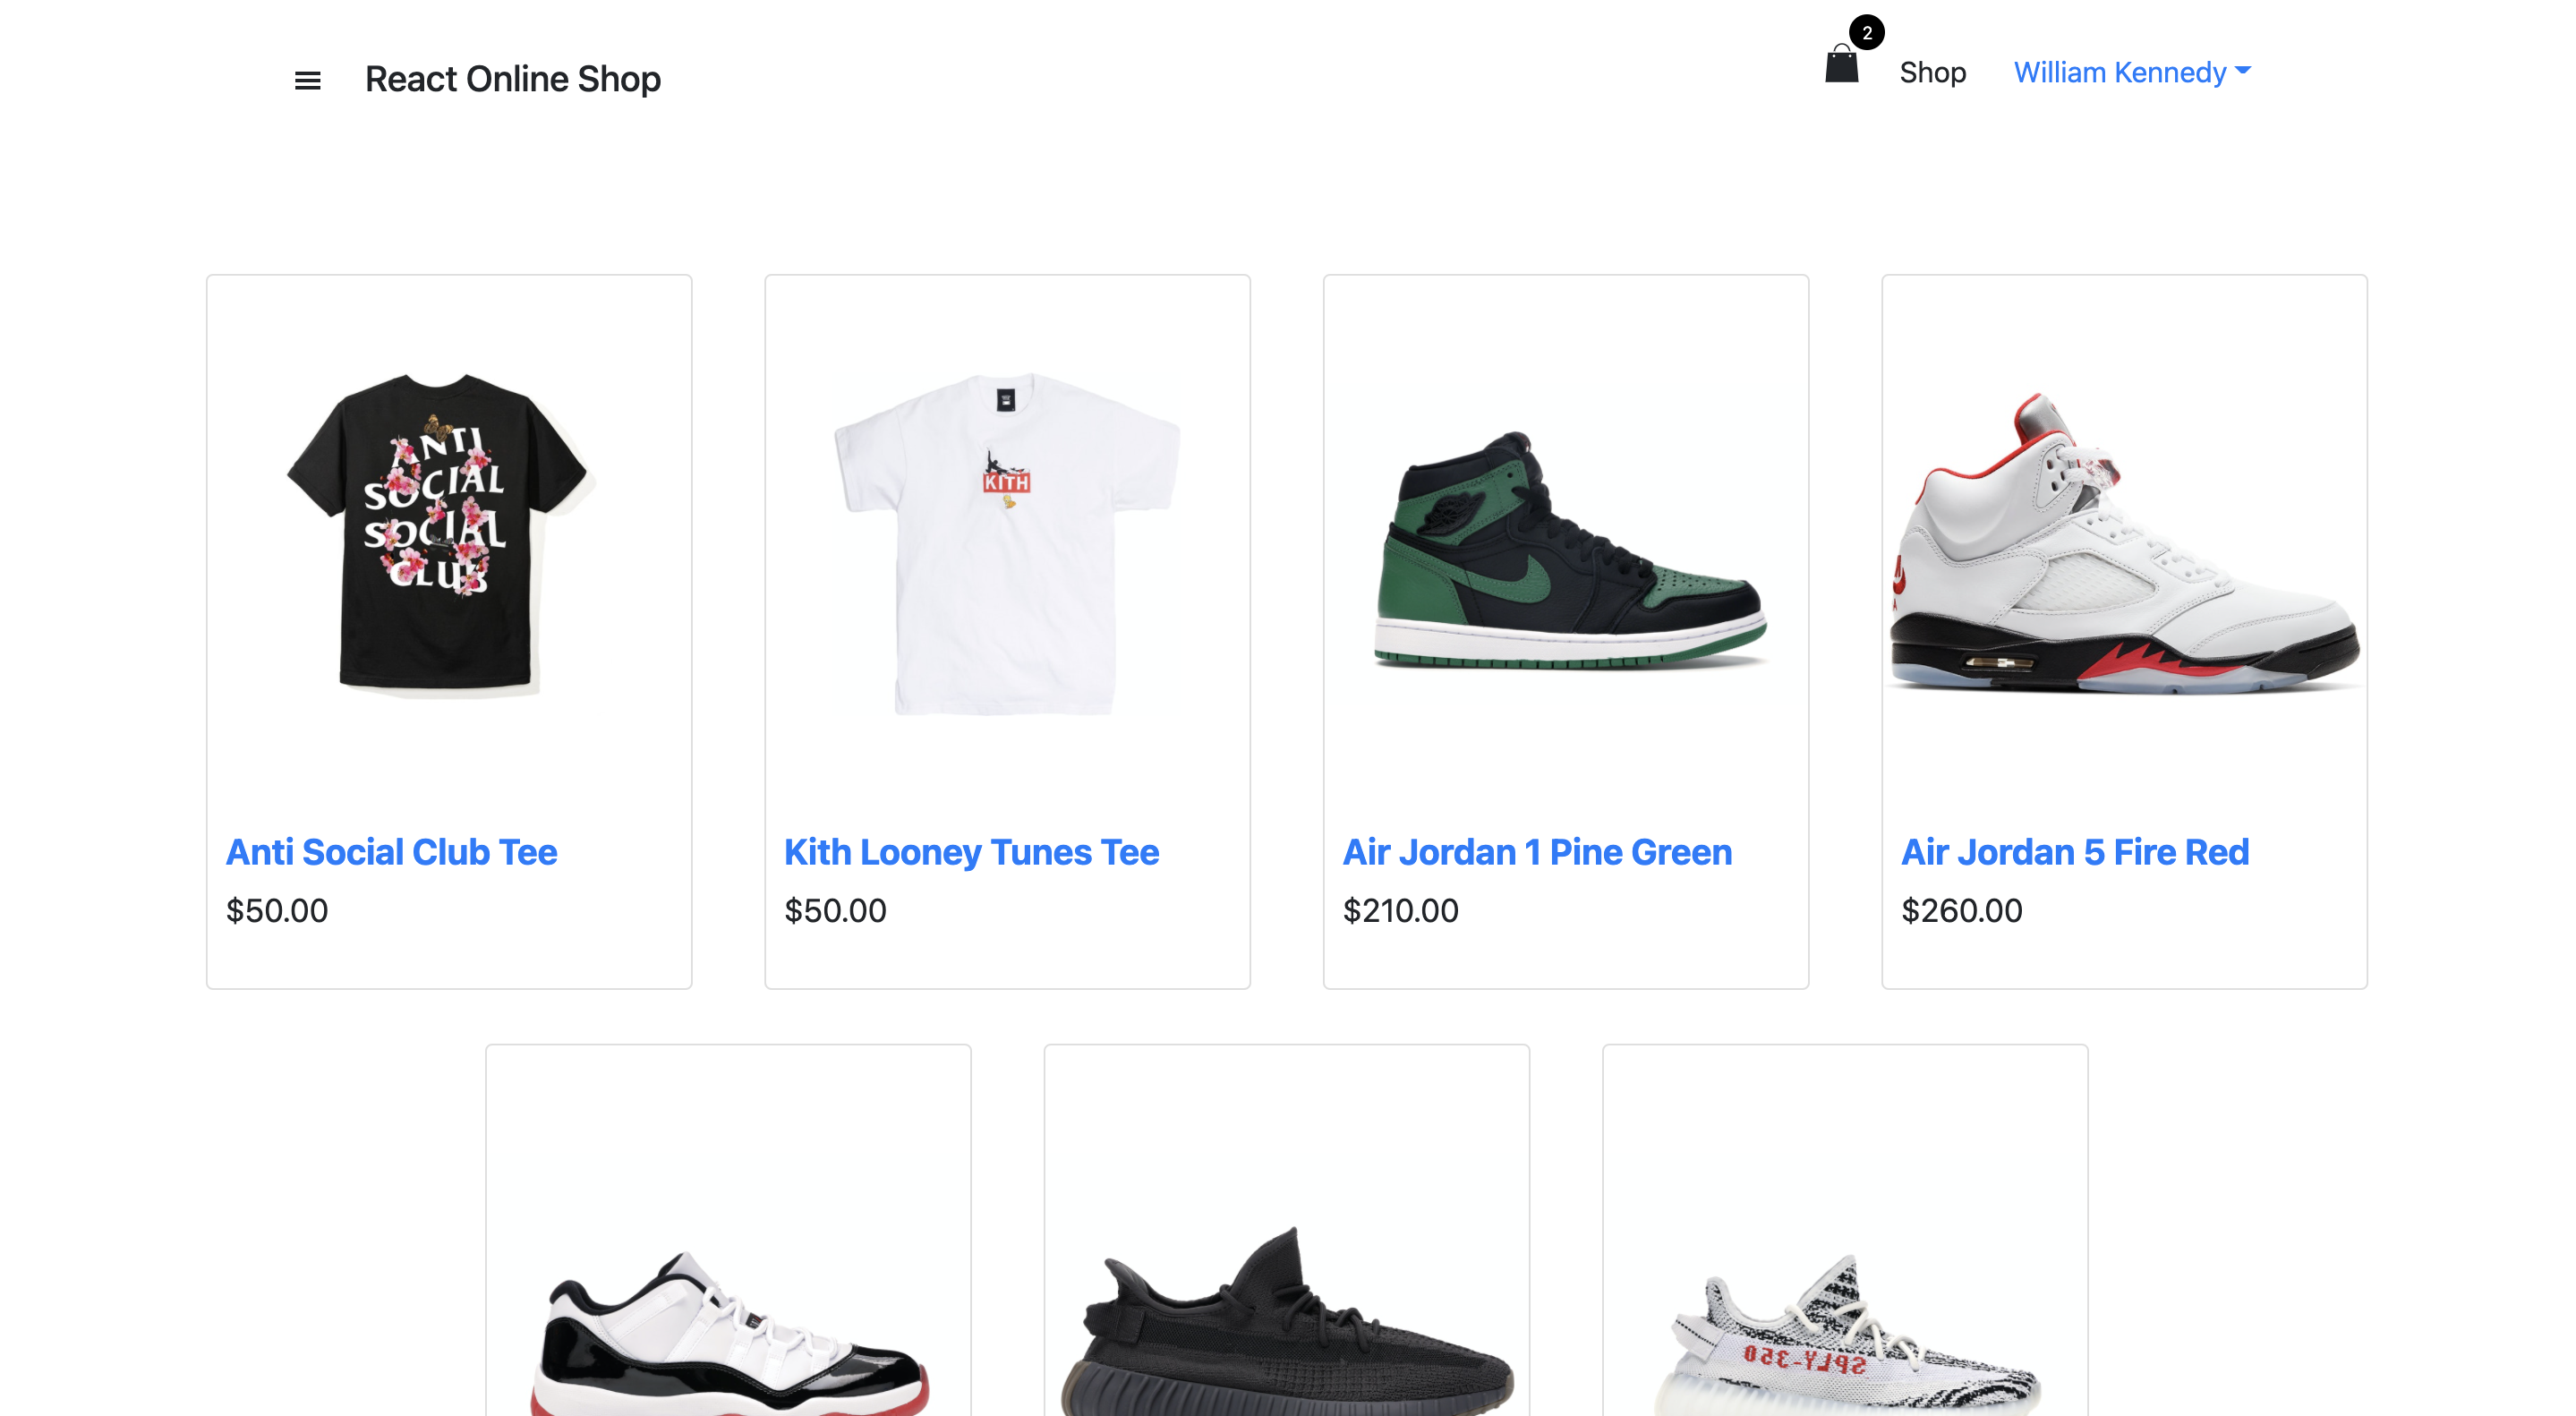 2
React Online Shop
Shop
William Kennedy
ANTI
SOCIAL
SOCIAL
CLUB
KITH
Anti Social Club Tee
$50.00
Kith Looney Tunes Tee
$50.00
Air Jordan 1 Pine Green
$210.00
Air Jordan 5 Fire Red
$260.00
SPLY-350